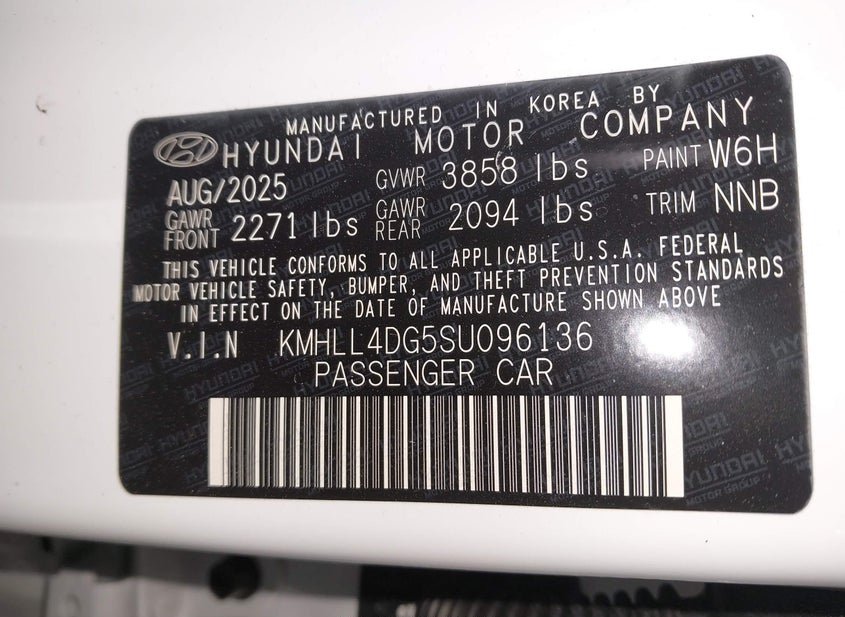 MANUFACTURED IN KOREA BY
HYUNDAI MOTOR COMPANY
AUG/2025 GVWR 3858 lbs PAINT W6H
GAWR FRONT 2271 lbs GAWR REAR 2094 lbs TRIM NNB
THIS VEHICLE CONFORMS TO ALL APPLICABLE U.S.A. FEDERAL
MOTOR VEHICLE SAFETY, BUMPER, AND THEFT PREVENTION STANDARDS
IN EFFECT ON THE DATE OF MANUFACTURE SHOWN ABOVE
V.I.N KMHLL4DG5SU096136
PASSENGER CAR